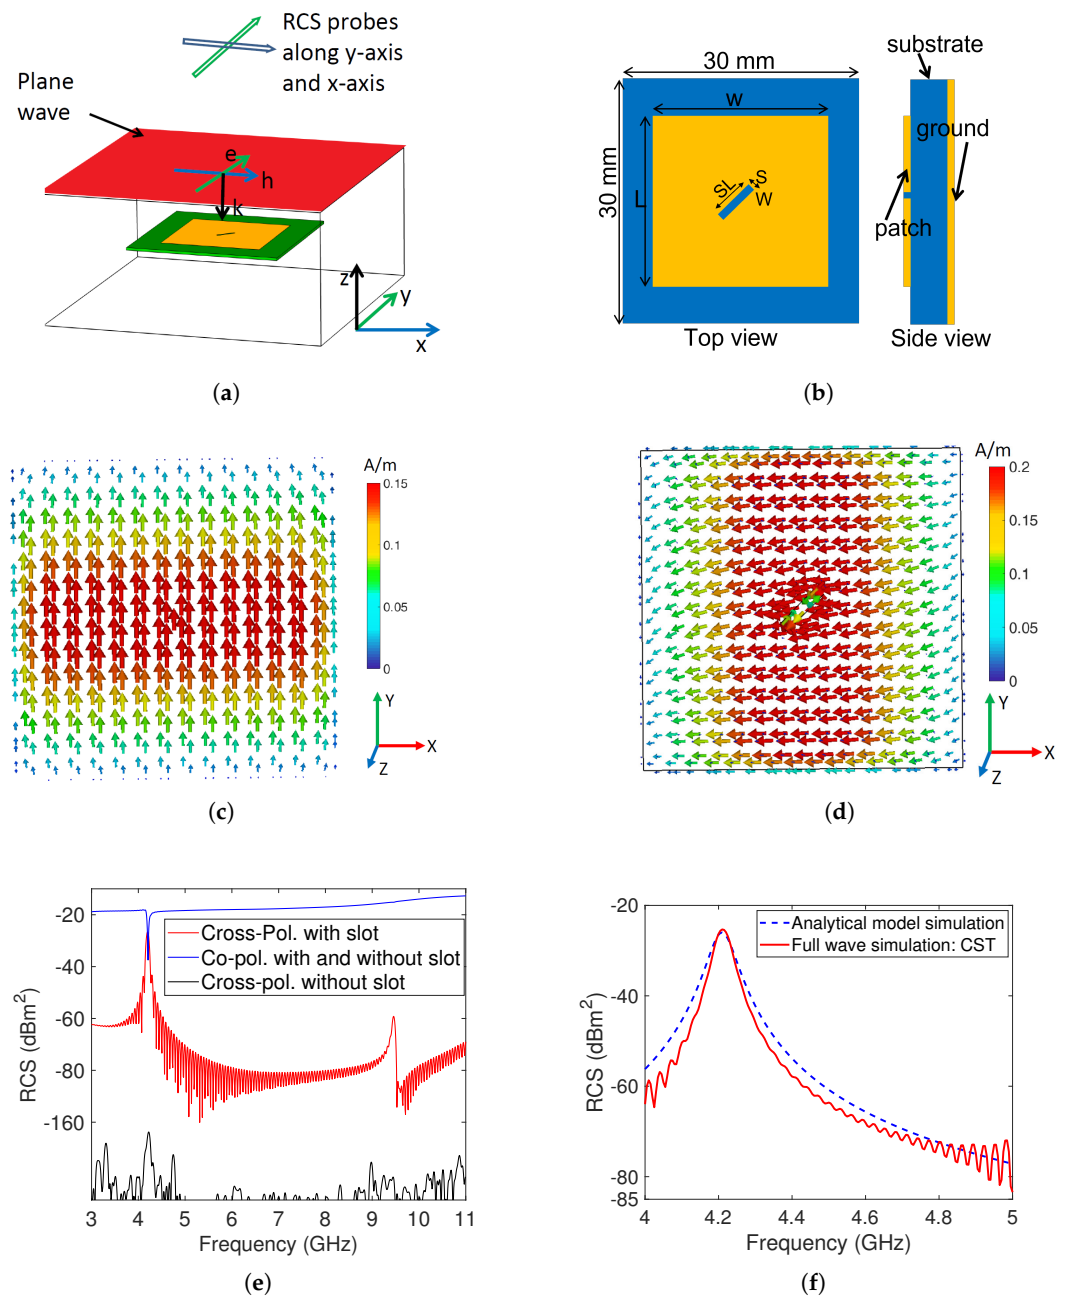 RCS probes
along y-axis
and x-axis
Plane
wave
e
h
k
z
y
x
(a)
substrate
30 mm
w
30 mm
L
SL
S
W
ground
patch
Top view
Side view
(b)
A/m
0.15
0.1
0.05
0
Y
X
Z
(c)
A/m
0.2
0.15
0.1
0.05
0
Y
X
Z
(d)
-20
-40
-60
-80
-160
RCS (dBm²)
Cross-Pol. with slot
Co-pol. with and without slot
Cross-pol. without slot
3 4 5 6 7 8 9 10 11
Frequency (GHz)
(e)
-20
-40
-60
-80
-85
RCS (dBm²)
Analytical model simulation
Full wave simulation: CST
4 4.2 4.4 4.6 4.8 5
Frequency (GHz)
(f)